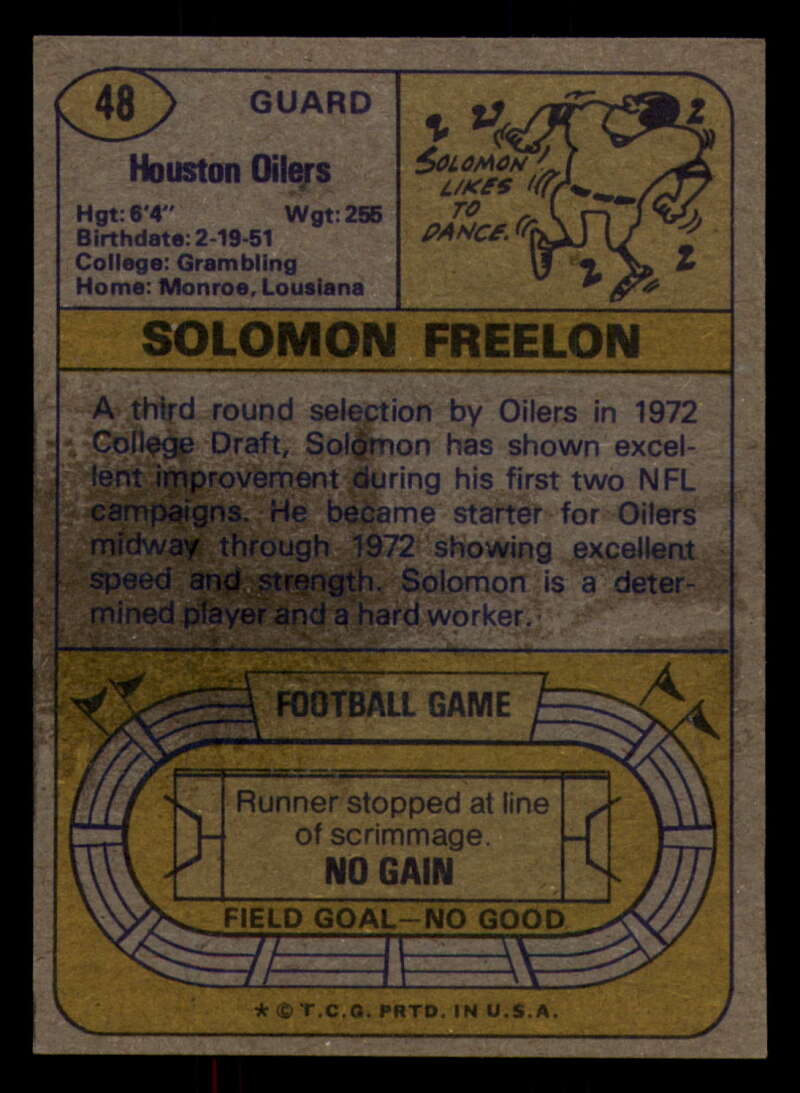 48
GUARD
Houston Oilers
Hgt: 6'4" Wgt: 255
Birthdate: 2-19-51
College: Grambling
Home: Monroe, Lousiana
SOLOMON
LIKES
TO
DANCE.
SOLOMON FREELON
A third round selection by Oilers in 1972
College Draft, Solomon has shown excel-
lent improvement during his first two NFL
campaigns. He became starter for Oilers
midway through 1972 showing excellent
speed and strength. Solomon is a deter-
mined player and a hard worker.
FOOTBALL GAME
Runner stopped at line
of scrimmage.
NO GAIN
FIELD GOAL—NO GOOD
* © T.C.G. PRTD. IN U.S.A.